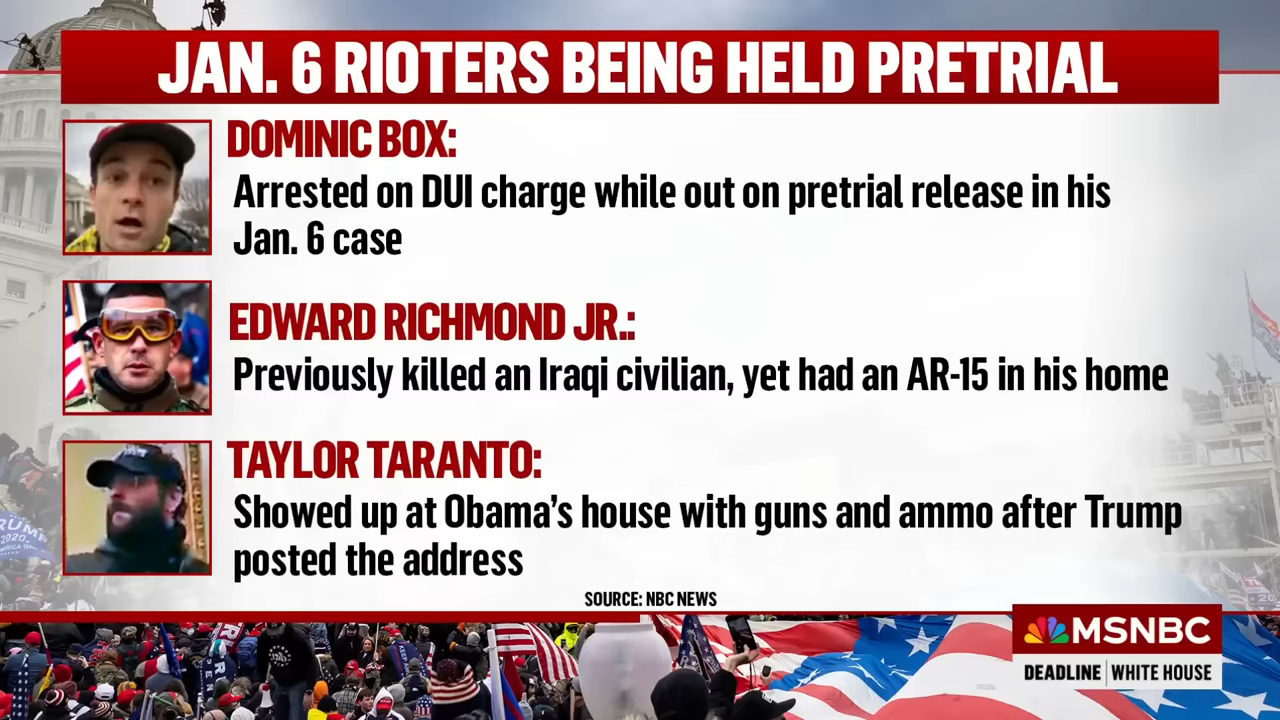 JAN. 6 RIOTERS BEING HELD PRETRIAL
DOMINIC BOX:
Arrested on DUI charge while out on pretrial release in his
Jan. 6 case
EDWARD RICHMOND JR.:
Previously killed an Iraqi civilian, yet had an AR-15 in his home
TAYLOR TARANTO:
Showed up at Obama’s house with guns and ammo after Trump
posted the address
SOURCE: NBC NEWS
MSNBC
DEADLINE | WHITE HOUSE
TRUMP
2020